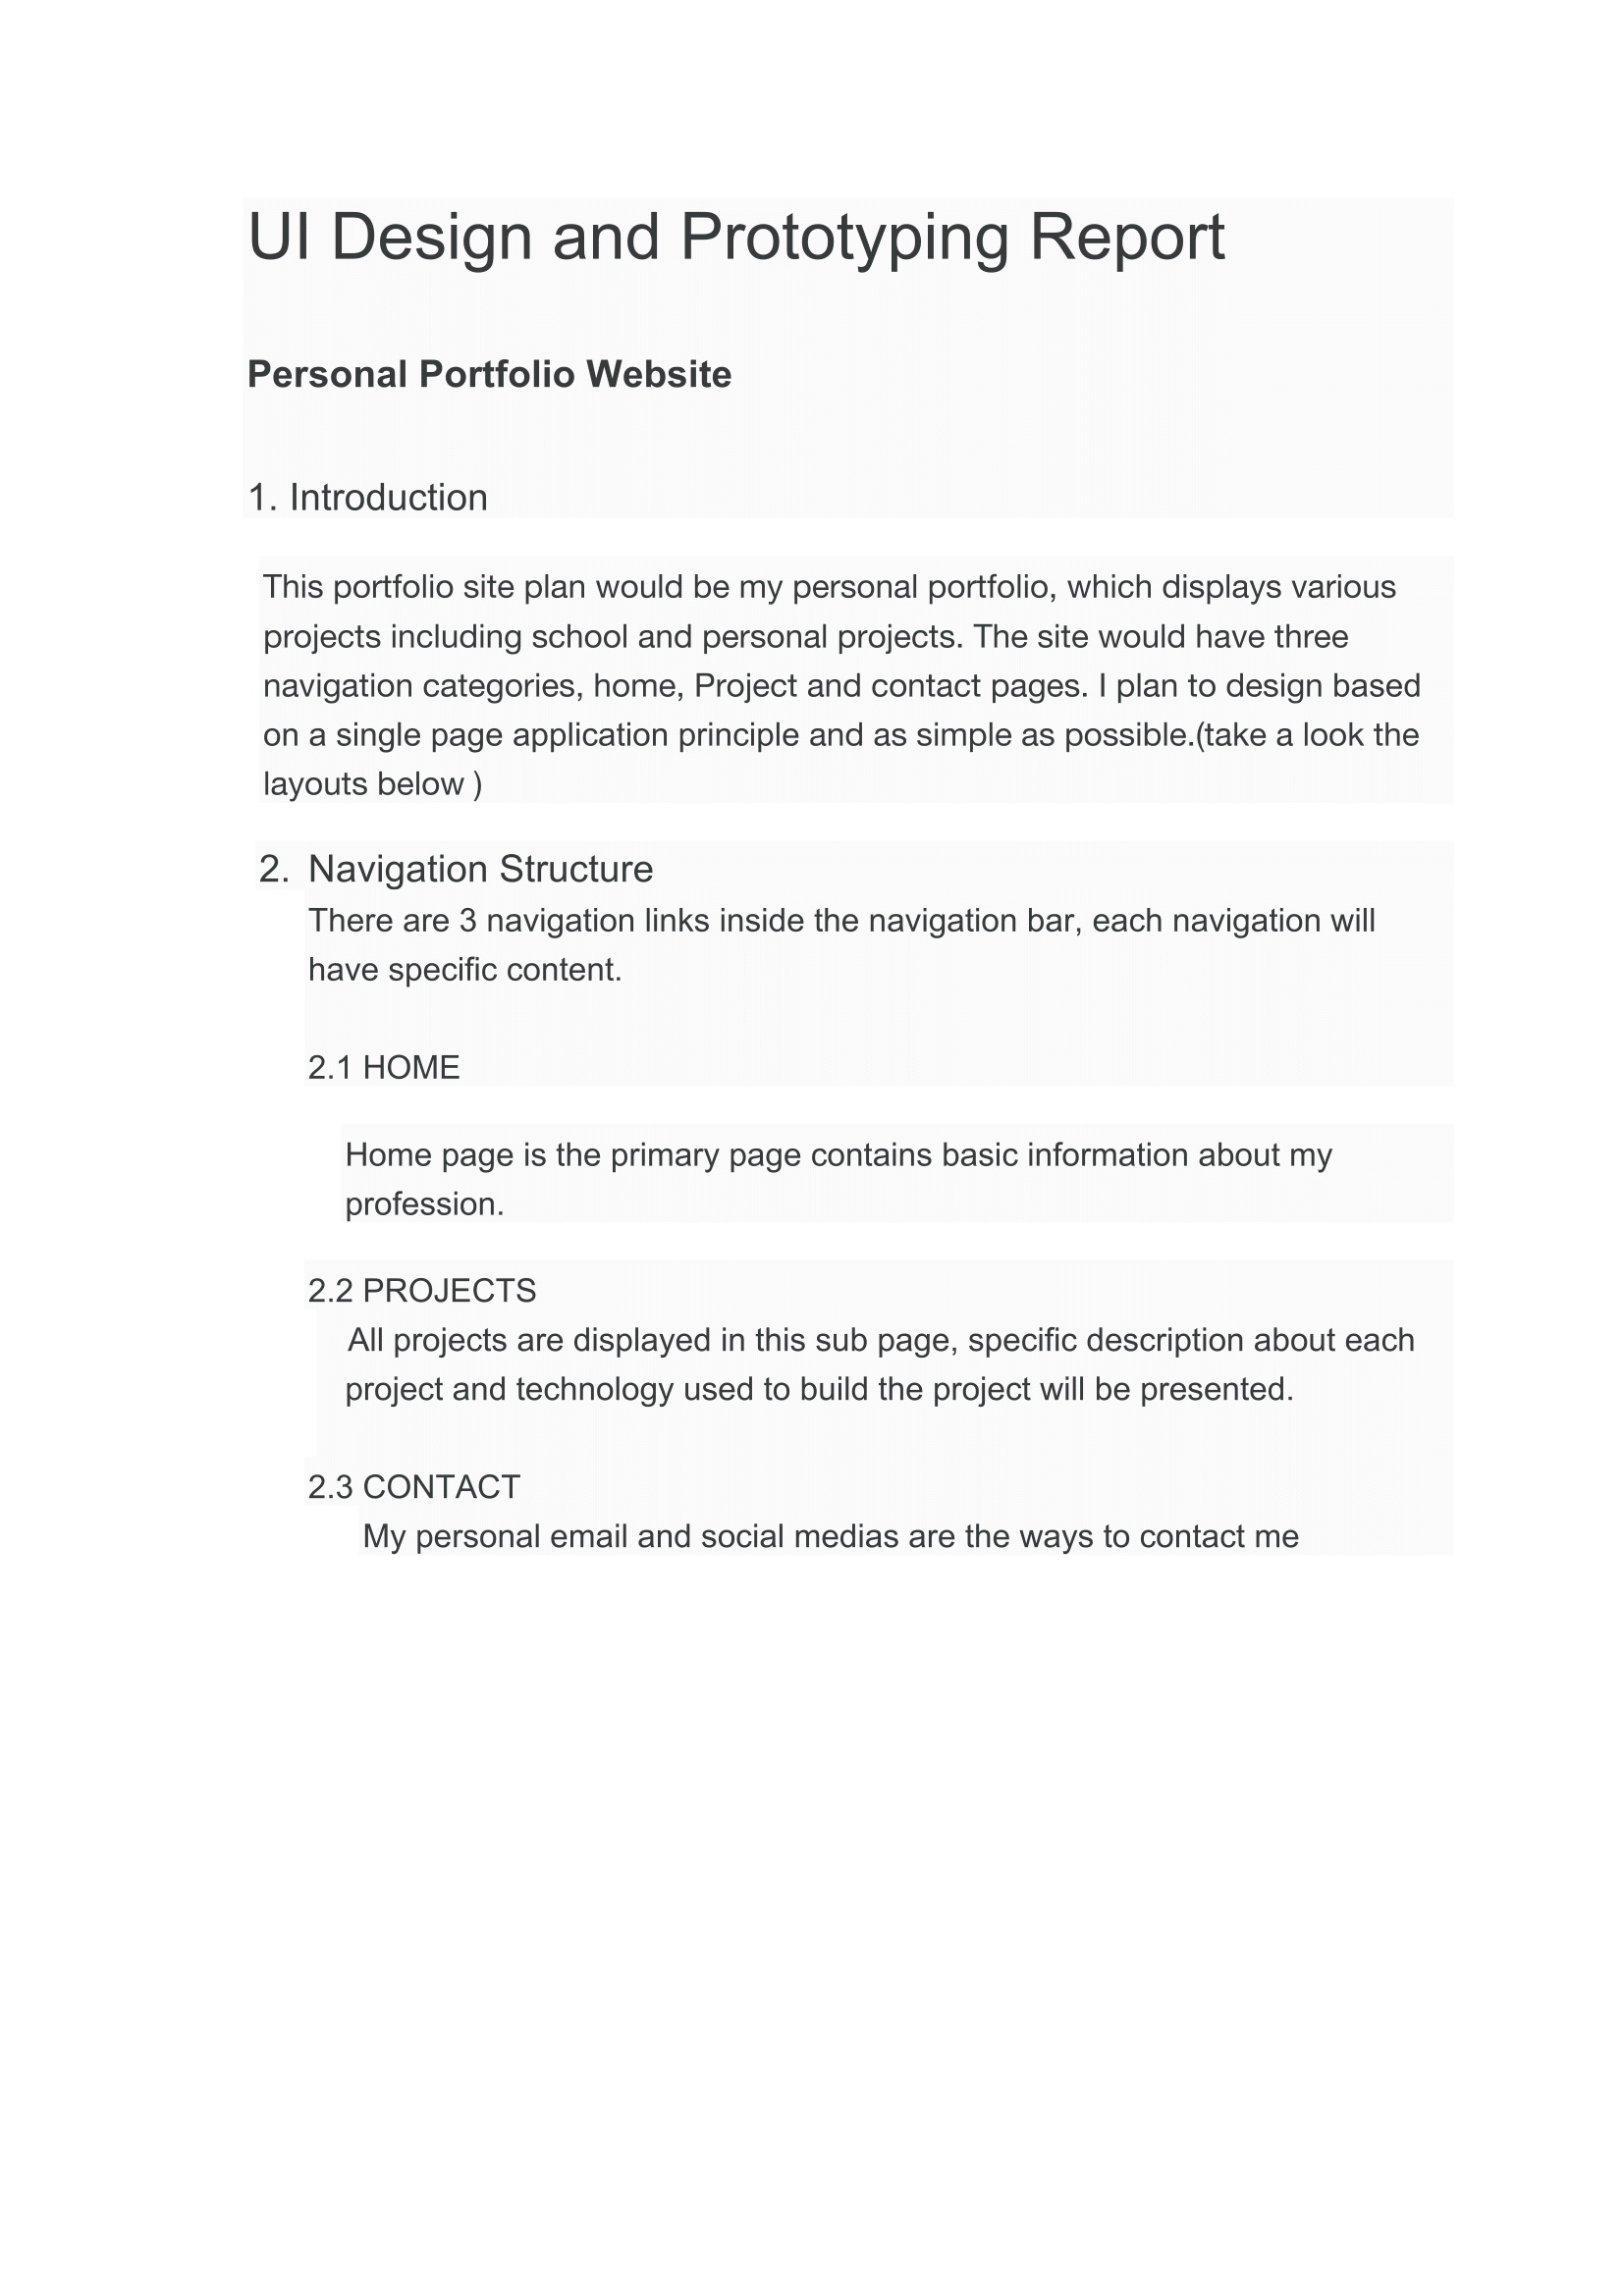 UI Design and Prototyping Report
Personal Portfolio Website
1. Introduction
This portfolio site plan would be my personal portfolio, which displays various
projects including school and personal projects. The site would have three
navigation categories, home, Project and contact pages. I plan to design based
on a single page application principle and as simple as possible.(take a look the
layouts below )
2. Navigation Structure
There are 3 navigation links inside the navigation bar, each navigation will
have specific content.
2.1 HOME
Home page is the primary page contains basic information about my
profession.
2.2 PROJECTS
All projects are displayed in this sub page, specific description about each
project and technology used to build the project will be presented.
2.3 CONTACT
My personal email and social medias are the ways to contact me